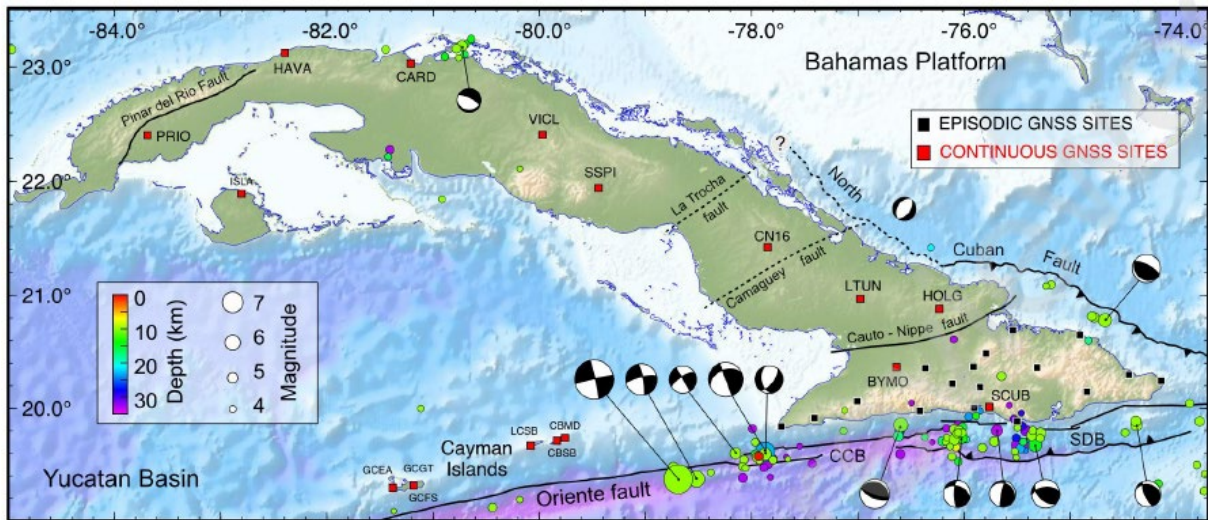 -84.0° -82.0° -80.0° -78.0° -76.0° -74.0°
23.0°
22.0°
21.0°
20.0°
HAVA
CARD
Bahamas Platform
Pinar del Rio Fault
PRIO
VICL
EPISODIC GNSS SITES
CONTINUOUS GNSS SITES
?
ISLA
SSPI
La Trocha
fault
North
CN16
Cuban
Fault
Camaguey fault
LTUN
HOLG
Cauto-Nippe fault
0
10
20
30
Depth (km)
7
6
5
4
Magnitude
BYMO
SCUB
LCSB
CBMD
CBSB
Cayman
Islands
GCEA
GCGT
GCFS
CCB
SDB
Yucatan Basin
Oriente fault